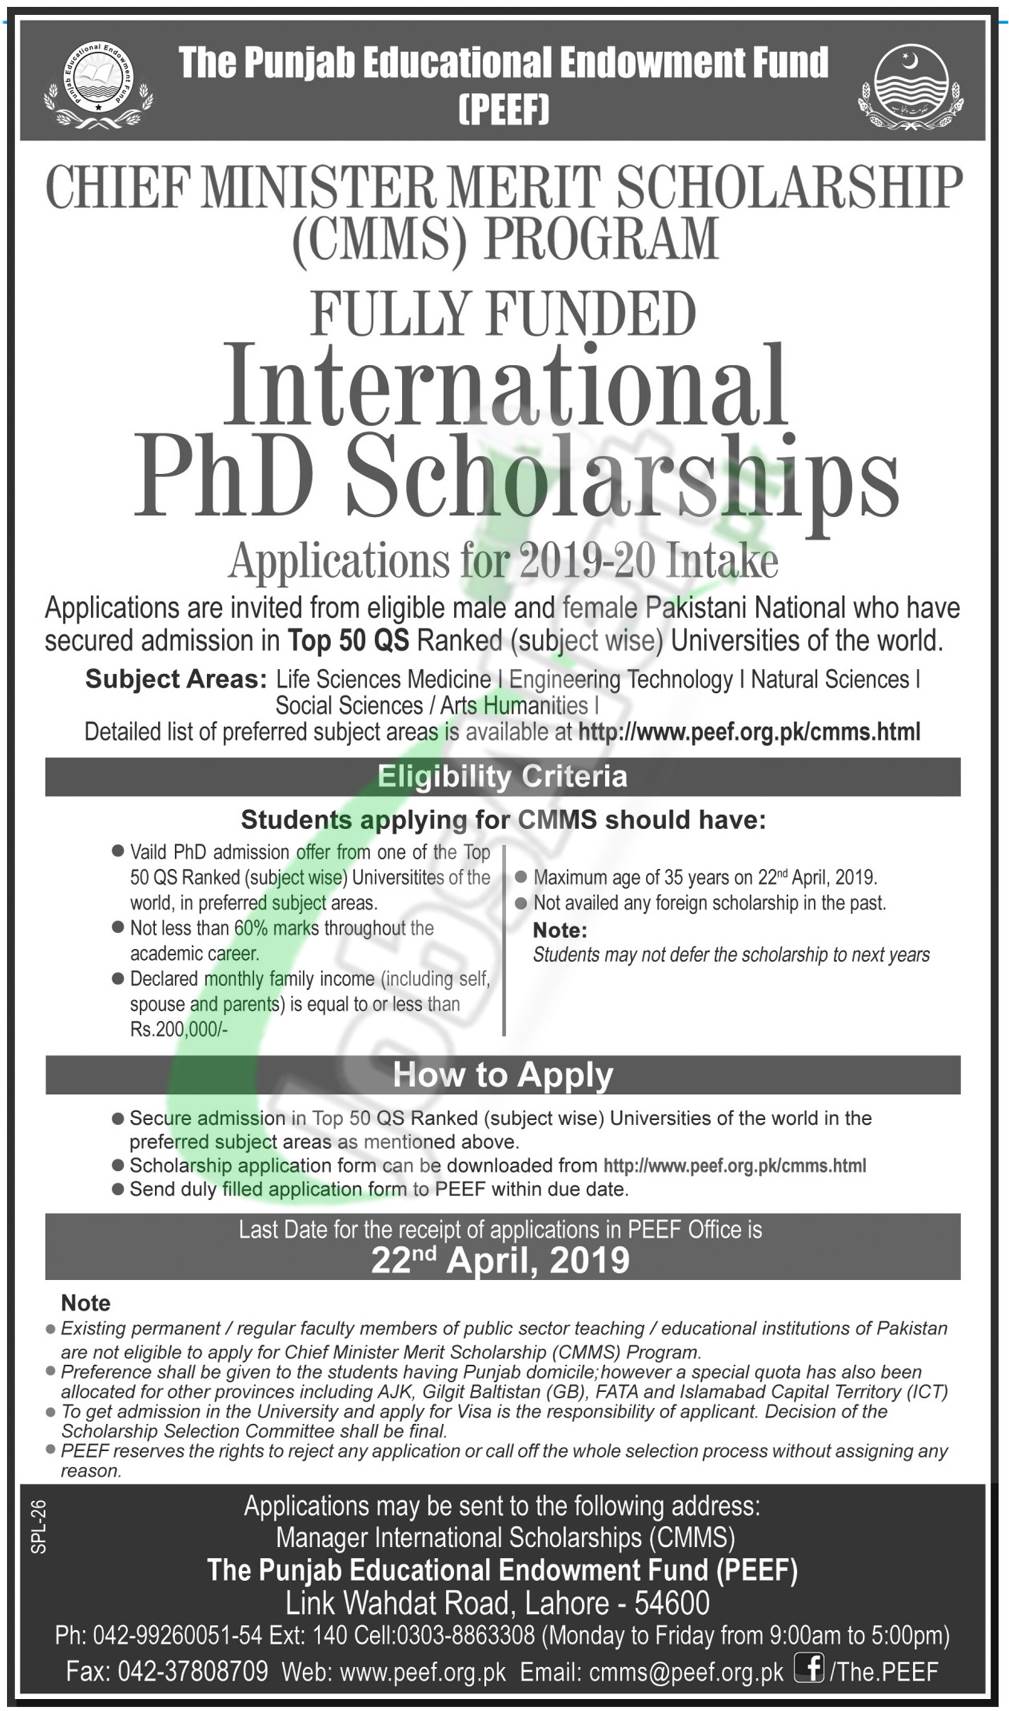 The Punjab Educational Endowment Fund
(PEEF)
Punjab Educational Endowment Fund
CHIEF MINISTER MERIT SCHOLARSHIP
(CMMS) PROGRAM
FULLY FUNDED
International
PhD Scholarships
Applications for 2019-20 Intake
Applications are invited from eligible male and female Pakistani National who have
secured admission in Top 50 QS Ranked (subject wise) Universities of the world.
Subject Areas: Life Sciences Medicine I Engineering Technology I Natural Sciences I
Social Sciences / Arts Humanities I
Detailed list of preferred subject areas is available at http://www.peef.org.pk/cmms.html
Eligibility Criteria
Students applying for CMMS should have:
● Vaild PhD admission offer from one of the Top
50 QS Ranked (subject wise) Universitites of the
world, in preferred subject areas.
● Not less than 60% marks throughout the
academic career.
● Declared monthly family income (including self,
spouse and parents) is equal to or less than
Rs.200,000/-
● Maximum age of 35 years on 22nd April, 2019.
● Not availed any foreign scholarship in the past.
Note:
Students may not defer the scholarship to next years
How to Apply
● Secure admission in Top 50 QS Ranked (subject wise) Universities of the world in the
preferred subject areas as mentioned above.
● Scholarship application form can be downloaded from http://www.peef.org.pk/cmms.html
● Send duly filled application form to PEEF within due date.
Last Date for the receipt of applications in PEEF Office is
22nd April, 2019
Note
● Existing permanent / regular faculty members of public sector teaching / educational institutions of Pakistan
are not eligible to apply for Chief Minister Merit Scholarship (CMMS) Program.
● Preference shall be given to the students having Punjab domicile;however a special quota has also been
allocated for other provinces including AJK, Gilgit Baltistan (GB), FATA and Islamabad Capital Territory (ICT)
● To get admission in the University and apply for Visa is the responsibility of applicant. Decision of the
Scholarship Selection Committee shall be final.
● PEEF reserves the rights to reject any application or call off the whole selection process without assigning any
reason.
SPL-26
Applications may be sent to the following address:
Manager International Scholarships (CMMS)
The Punjab Educational Endowment Fund (PEEF)
Link Wahdat Road, Lahore - 54600
Ph: 042-99260051-54 Ext: 140 Cell:0303-8863308 (Monday to Friday from 9:00am to 5:00pm)
Fax: 042-37808709 Web: www.peef.org.pk Email: cmms@peef.org.pk f /The.PEEF
JobsAlert.pk